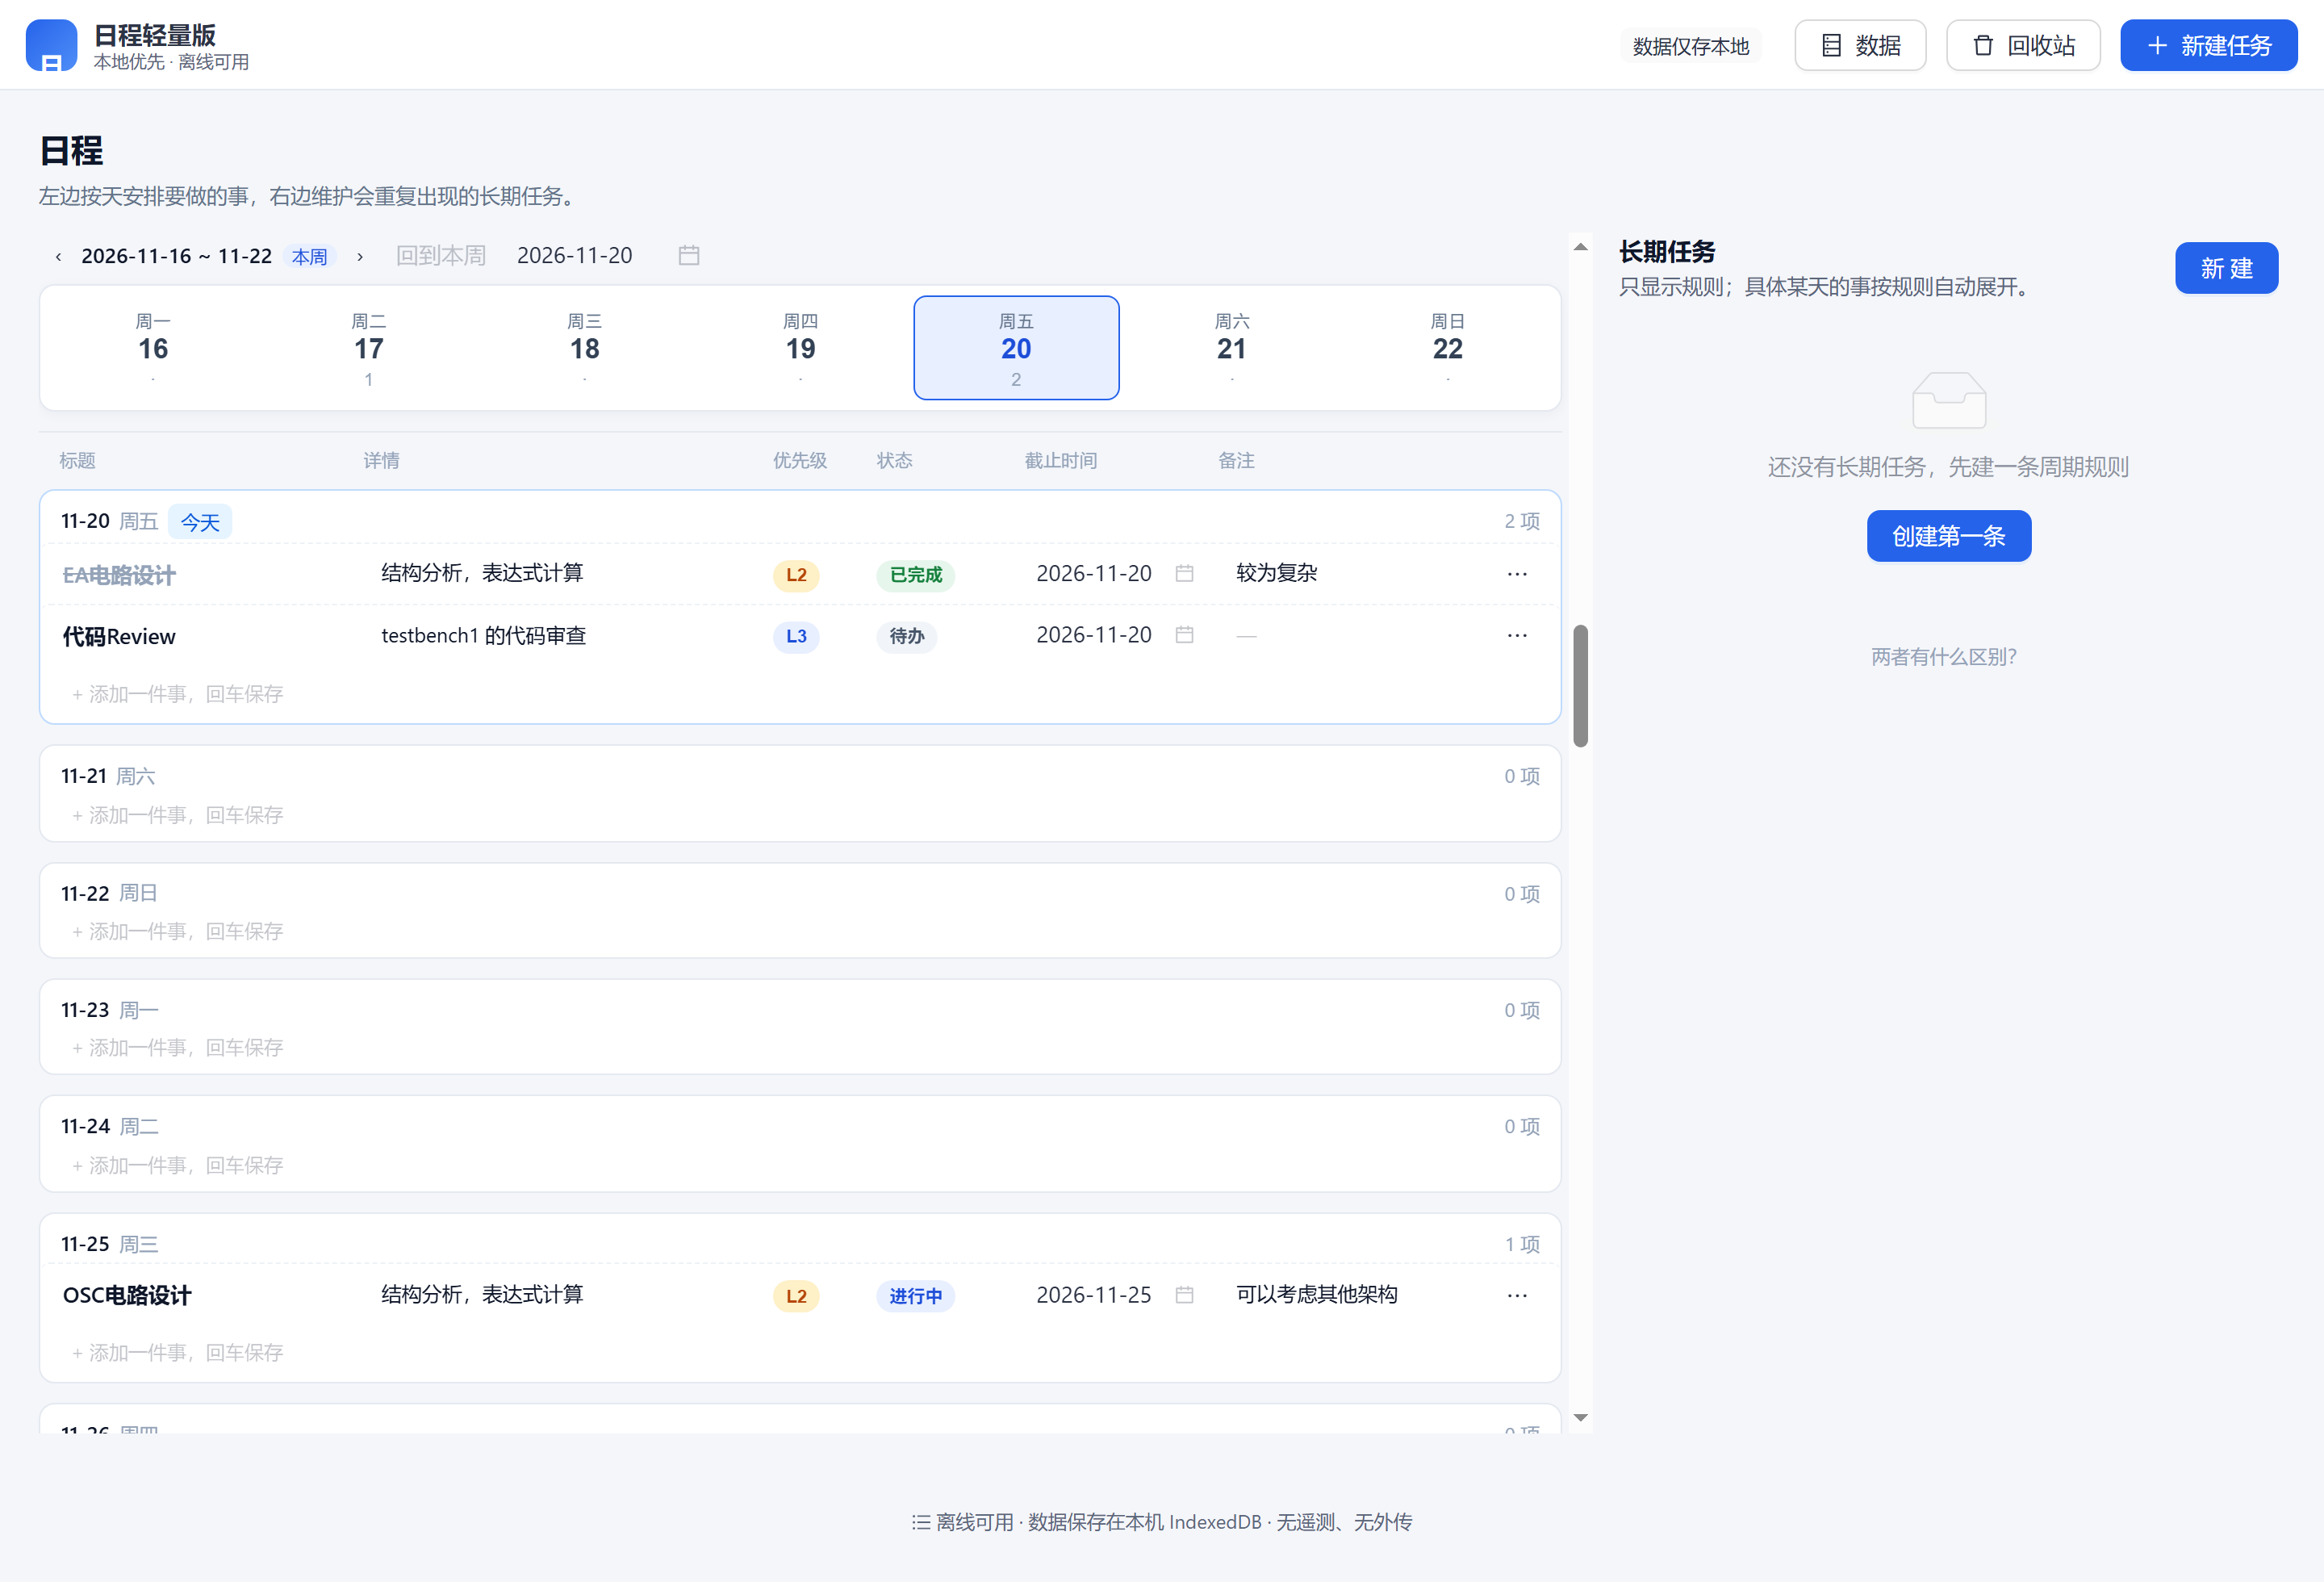 日
日程轻量版
本地优先 · 离线可用
数据仅存本地
数据
回收站
+ 新建任务
日程
左边按天安排要做的事，右边维护会重复出现的长期任务。
‹ 2026-11-16 ~ 11-22 本周 › 回到本周 2026-11-20
周一 周二 周三 周四 周五 周六 周日
16 17 18 19 20 21 22
· 1 · · 2 · ·
标题 详情 优先级 状态 截止时间 备注
11-20 周五 今天 2 项
EA电路设计 结构分析，表达式计算 L2 已完成 2026-11-20 较为复杂 ···
代码Review testbench1 的代码审查 L3 待办 2026-11-20 — ···
+ 添加一件事，回车保存
11-21 周六 0 项
+ 添加一件事，回车保存
11-22 周日 0 项
+ 添加一件事，回车保存
11-23 周一 0 项
+ 添加一件事，回车保存
11-24 周二 0 项
+ 添加一件事，回车保存
11-25 周三 1 项
OSC电路设计 结构分析，表达式计算 L2 进行中 2026-11-25 可以考虑其他架构 ···
+ 添加一件事，回车保存
11-26 周四 0 项
长期任务
只显示规则；具体某天的事按规则自动展开。
新 建
还没有长期任务，先建一条周期规则
创建第一条
两者有什么区别？
离线可用 · 数据保存在本机 IndexedDB · 无遥测、无外传